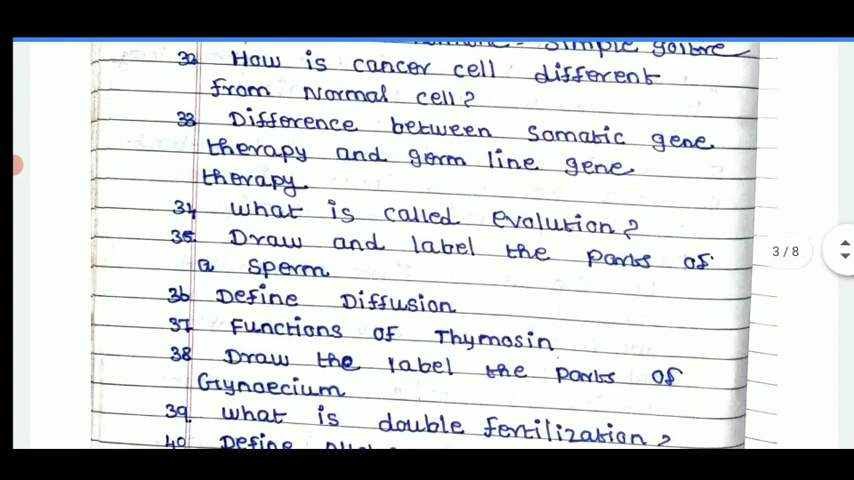 Simple goitre
32 How is cancer cell different
from Normal cell?
33 Difference between Somatic gene
therapy and germ line gene
therapy.
34 What is called evolution?
35. Draw and label the parts of
a sperm
36 Define Diffusion
37 Functions of Thymosin
38 Draw the label the parts of
Gynoecium
39 What is double fertilization?
40 Define
3 / 8